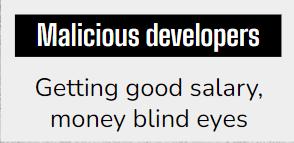 Malicious developers
Getting good salary,
money blind eyes